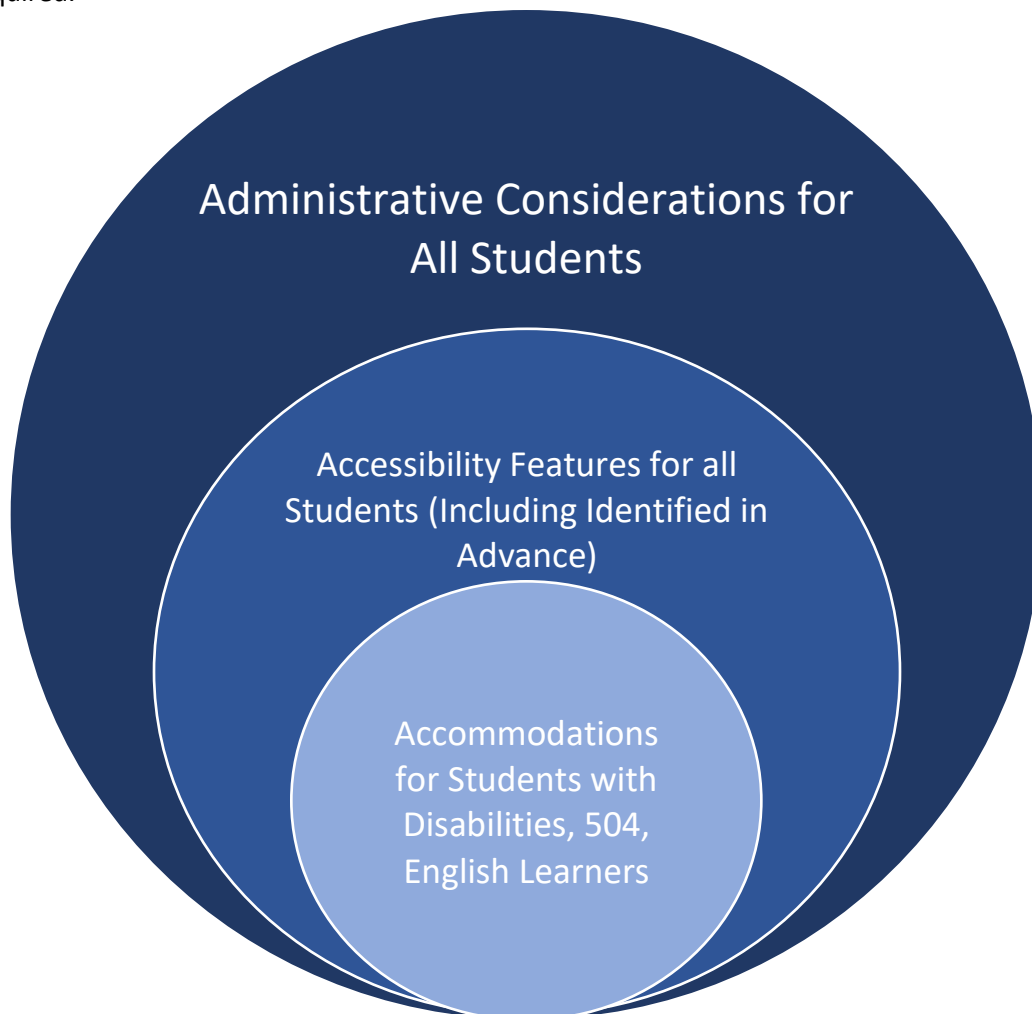 Administrative Considerations for
All Students
Accessibility Features for all
Students (Including Identified in
Advance)
Accommodations
for Students with
Disabilities, 504,
English Learners